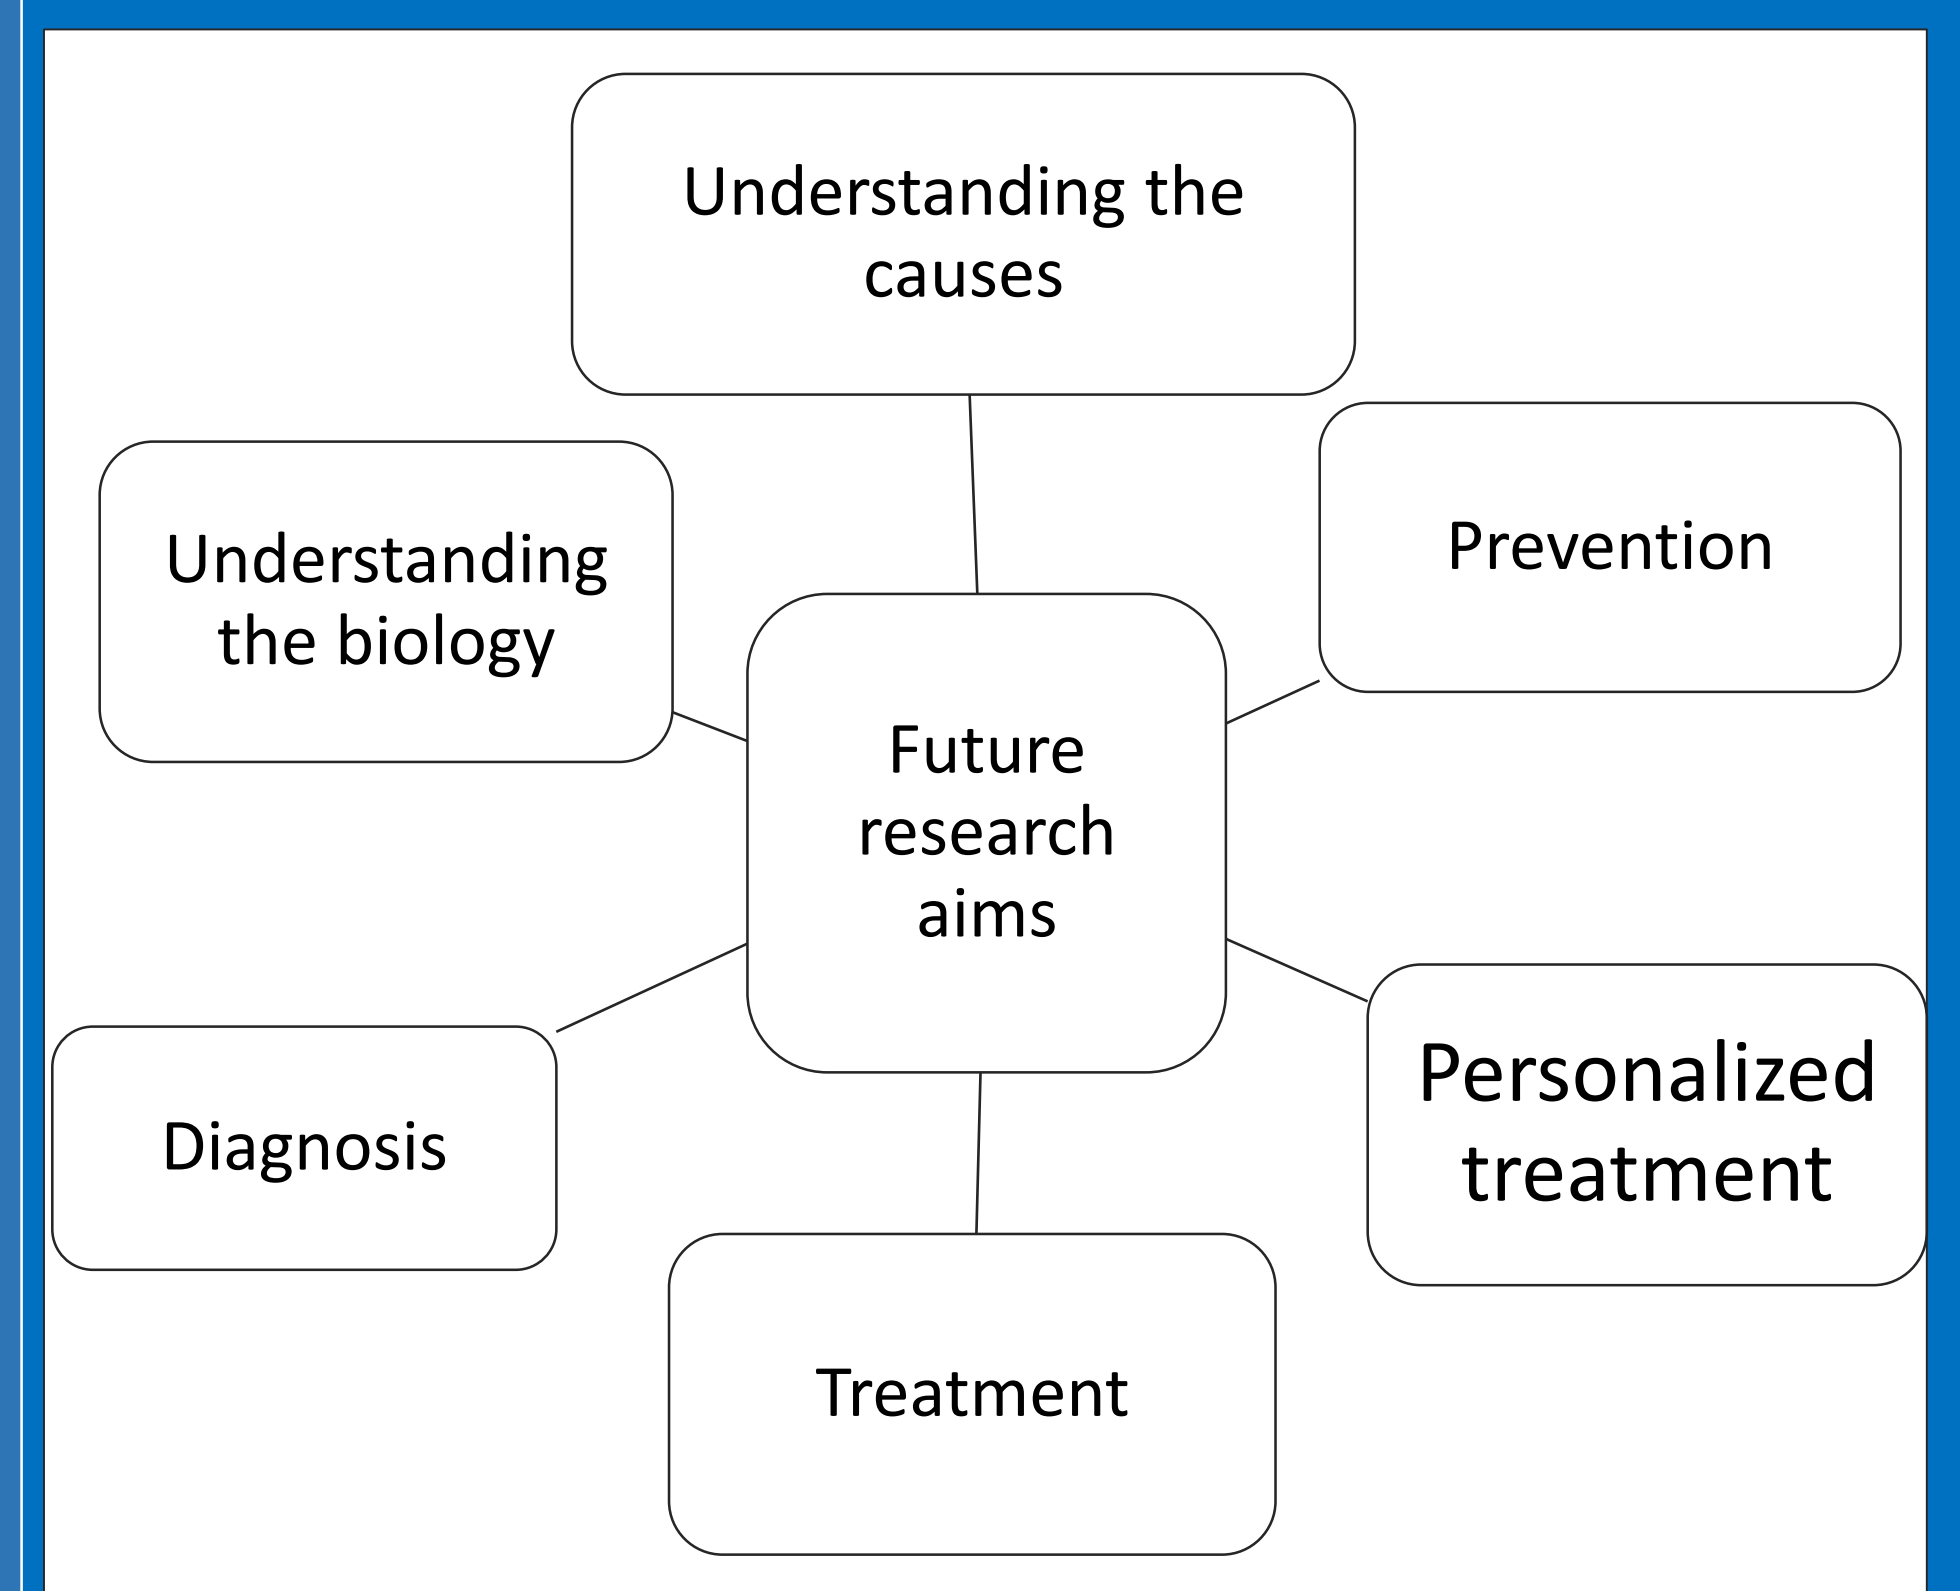 Understanding the
causes
Prevention
Understanding
the biology
Future
research
aims
Personalized
treatment
Diagnosis
Treatment